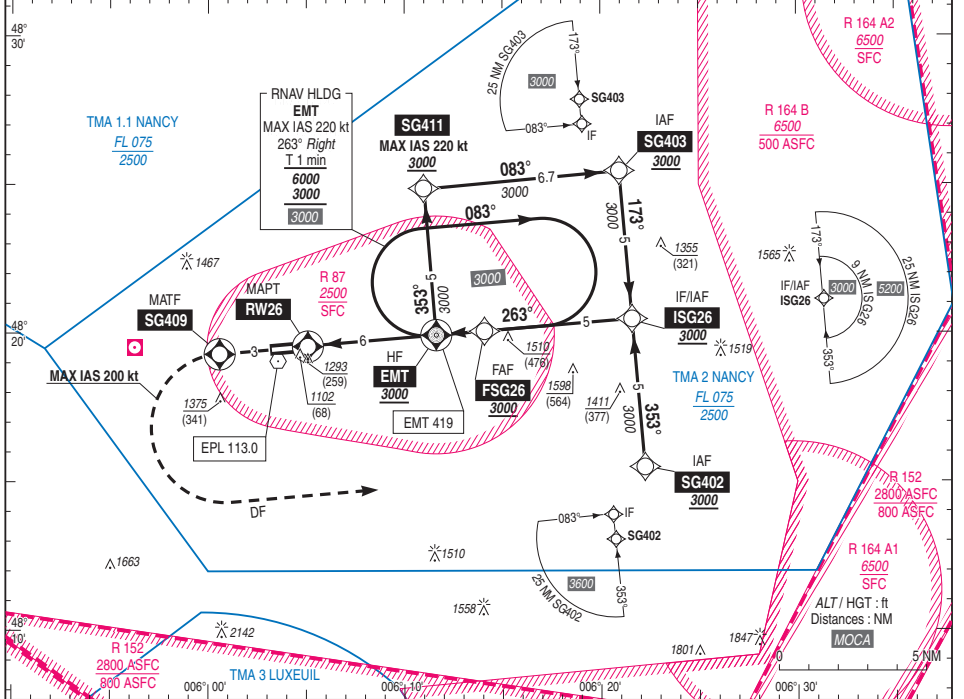 48°
30'
TMA 1.1 NANCY
FL 075
2500
RNAV HLDG
EMT
MAX IAS 220 kt
263° Right
T 1 min
6000
3000
3000
25 NM SG403
173°
3000
SG403
083°
IF
R 164 A2
6500
SFC
R 164 B
6500
500 ASFC
SG411
MAX IAS 220 kt
3000
083°
6.7
3000
IAF
SG403
3000
083°
173°
3000
5
1355
(321)
1565
173°
9 NM ISG26
25 NM ISG26
IF/IAF
ISG26
3000
5200
353°
1467
R 87
2500
SFC
3000
5
353°
3000
MATF
SG409
MAPT
RW26
263°
5
IF/IAF
ISG26
3000
48°
20'
3
6
1510
(476)
1519
MAX IAS 200 kt
1293
(259)
HF
EMT
3000
FAF
FSG26
3000
1598
(564)
TMA 2 NANCY
FL 075
2500
1375
(341)
1102
(68)
1411
(377)
5
3000
353°
EMT 419
EPL 113.0
IAF
SG402
3000
R 152
2800 ASFC
800 ASFC
DF
083°
IF
SG402
3600
353°
25 NM SG402
1663
1510
R 164 A1
6500
SFC
1558
ALT / HGT : ft
Distances : NM
MOCA
48°
10'
2142
1847
1801
0
5 NM
R 152
2800 ASFC
800 ASFC
TMA 3 LUXEUIL
006° 00'
006° 10'
006° 20'
006° 30'